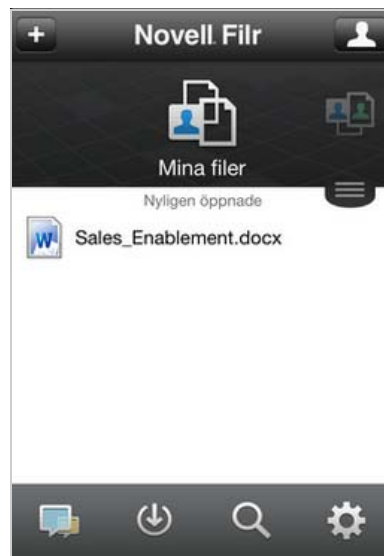 Novell Filr
Mina filer
Nyligen öppnade
Sales_Enablement.docx